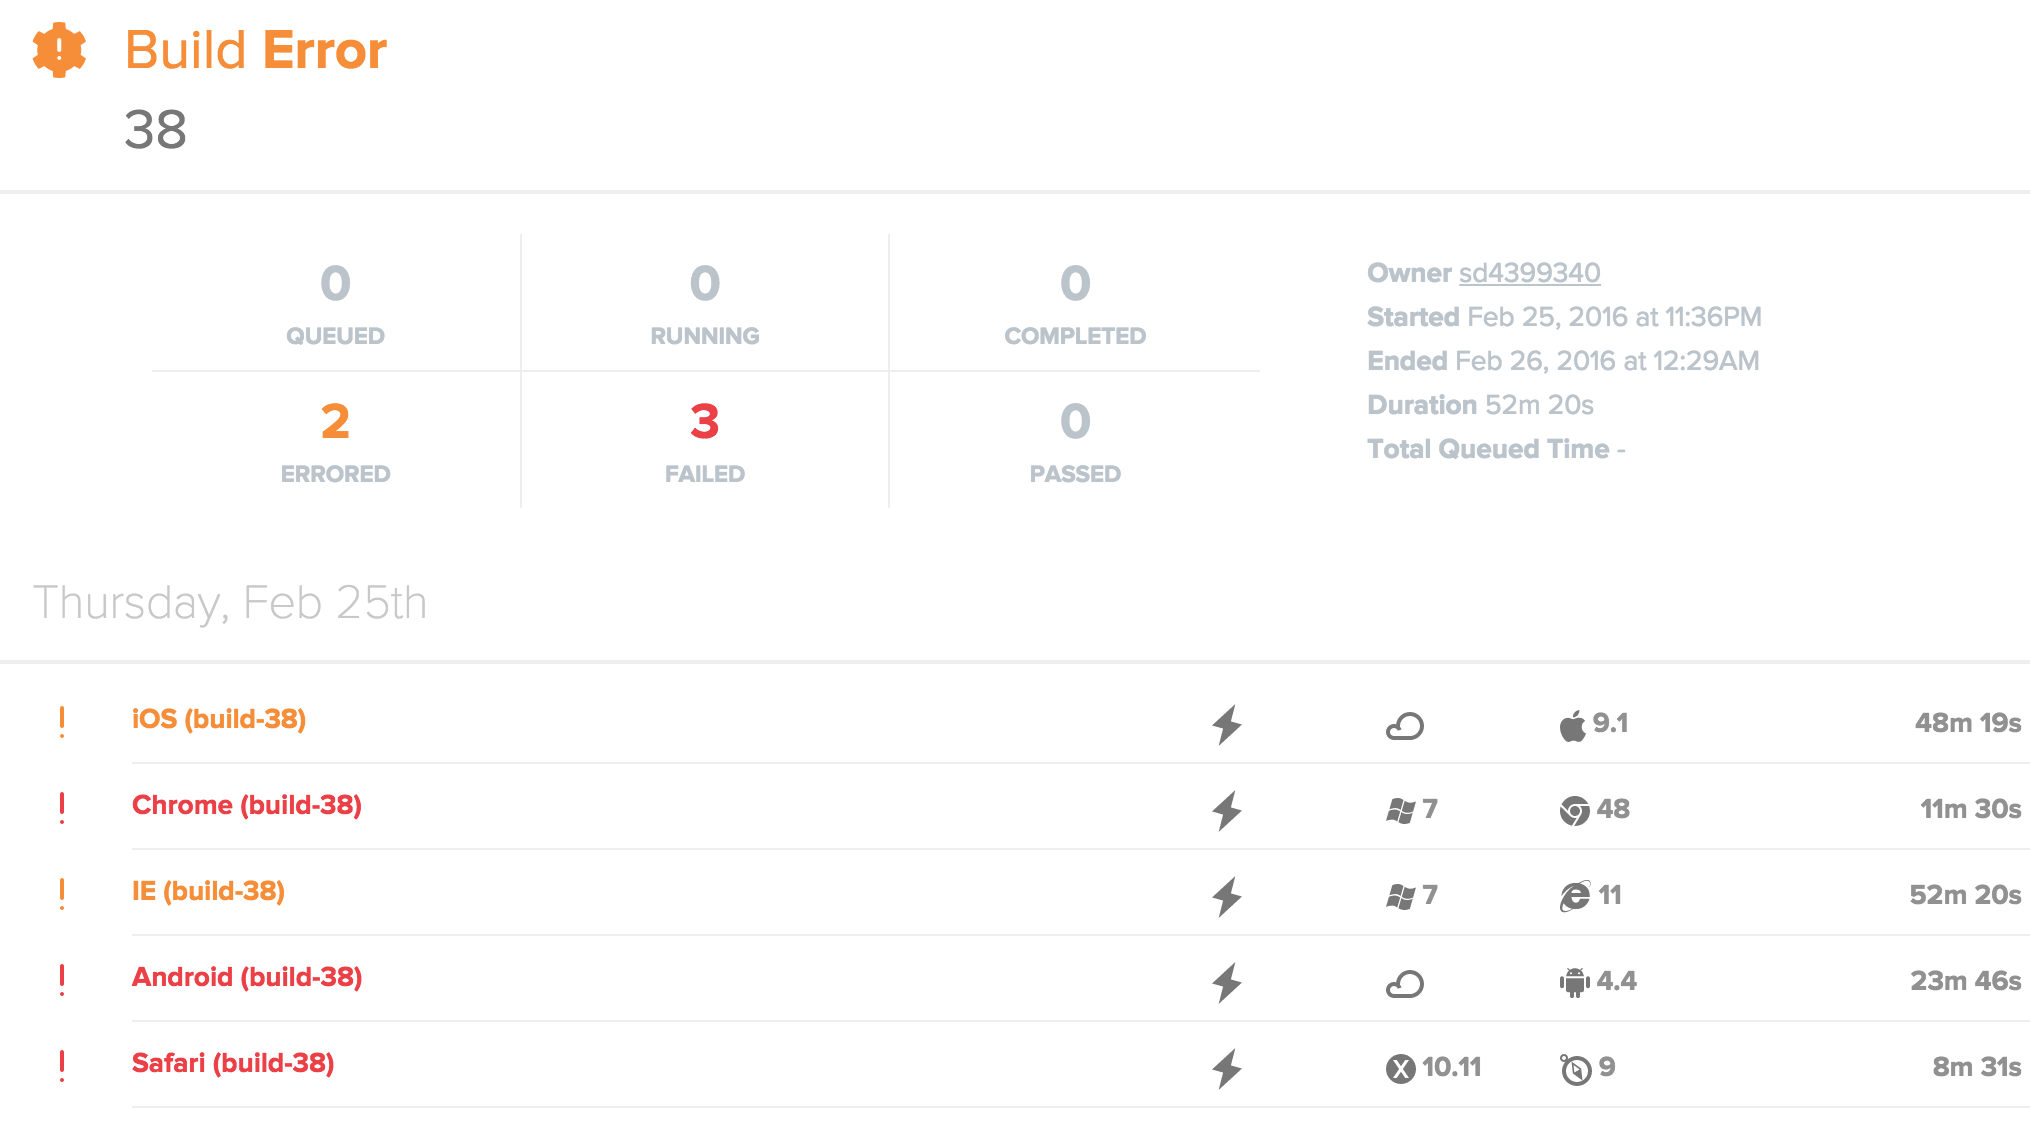 Build Error
38
0 0 0
QUEUED RUNNING COMPLETED
2 3 0
ERRORED FAILED PASSED
Owner sd4399340
Started Feb 25, 2016 at 11:36PM
Ended Feb 26, 2016 at 12:29AM
Duration 52m 20s
Total Queued Time -
Thursday, Feb 25th
iOS (build-38) 9.1 48m 19s
Chrome (build-38) 7 48 11m 30s
IE (build-38) 7 11 52m 20s
Android (build-38) 4.4 23m 46s
Safari (build-38) X 10.11 9 8m 31s